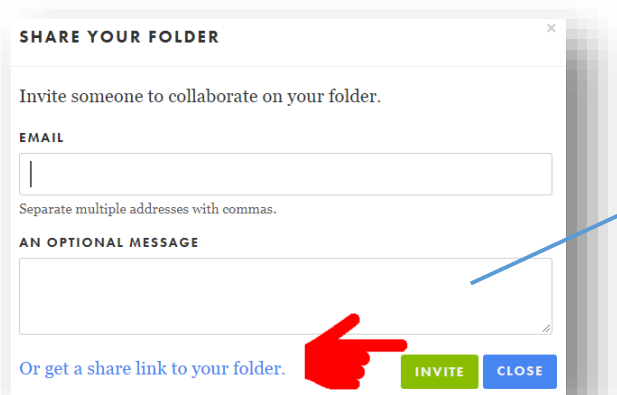 SHARE YOUR FOLDER ×
Invite someone to collaborate on your folder.
EMAIL
Separate multiple addresses with commas.
AN OPTIONAL MESSAGE
Or get a share link to your folder. INVITE CLOSE